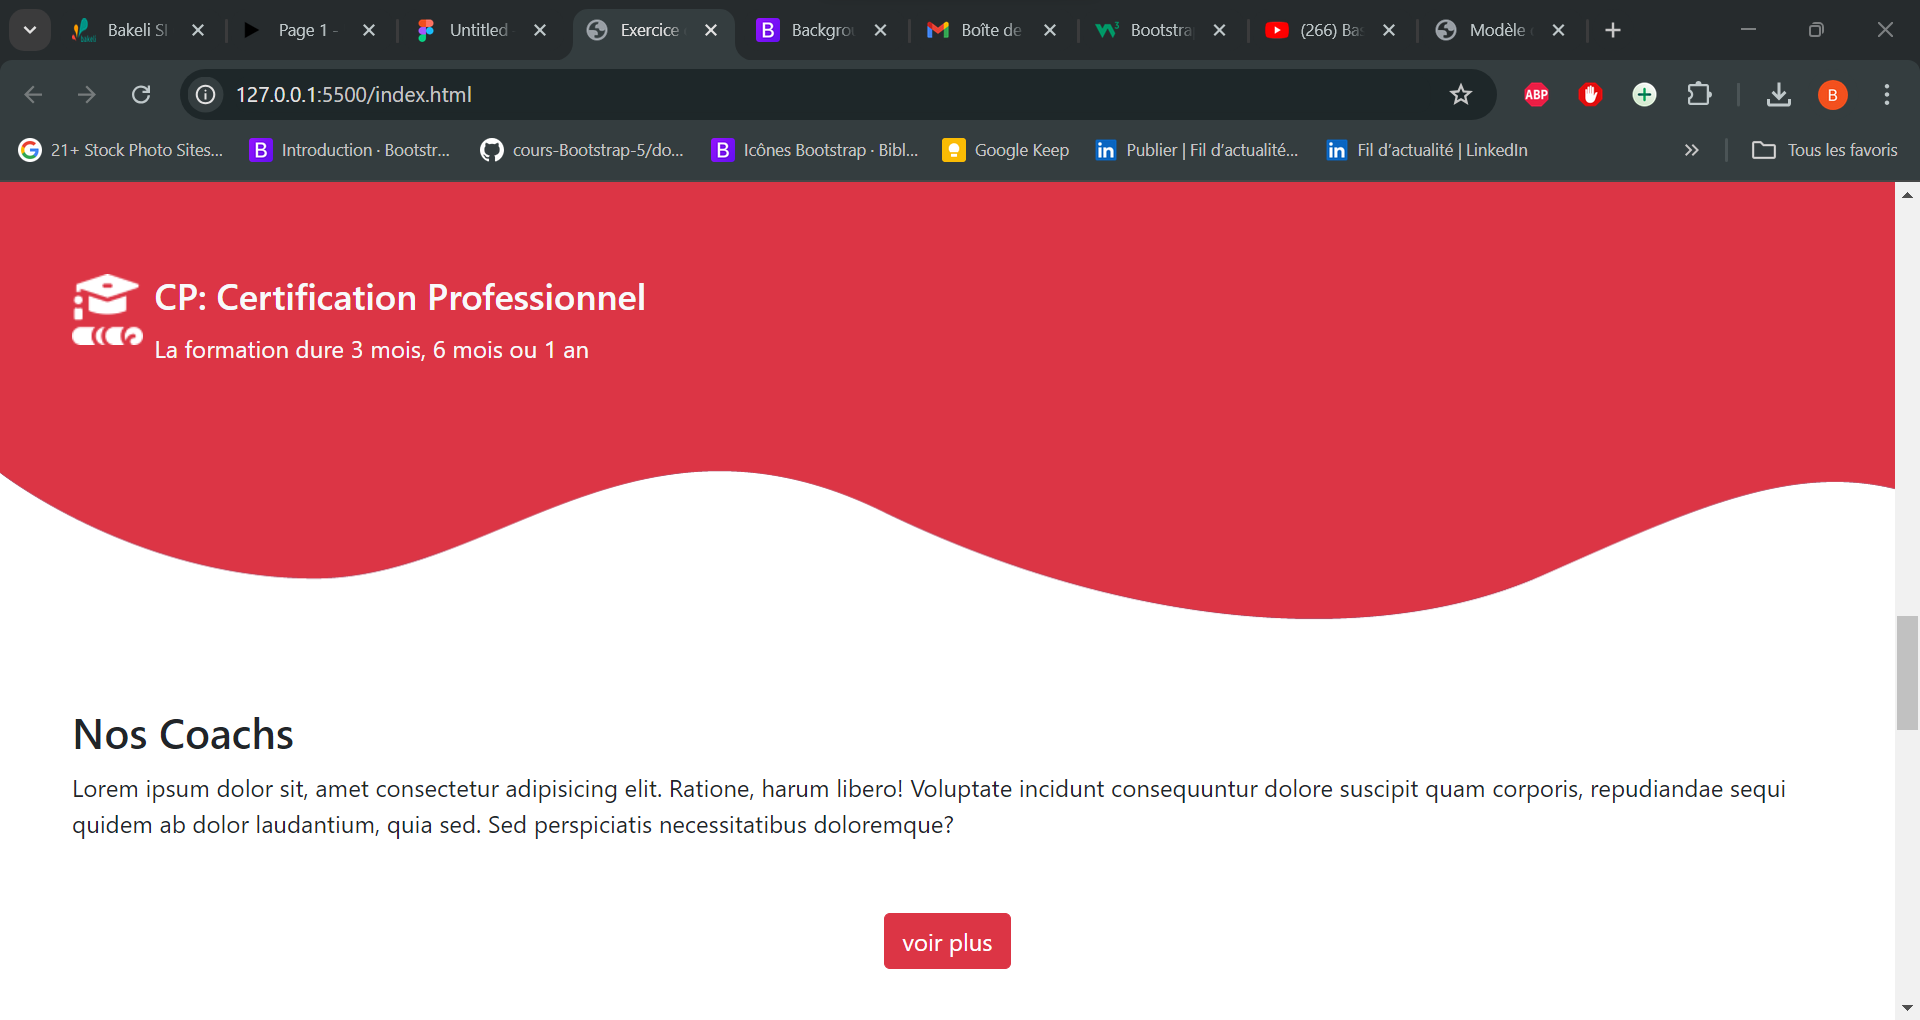 Bakeli Sl
Page 1 -
Untitled
Exercice
Backgrou
Boîte de
Bootstra
(266) Bas
Modèle
127.0.0.1:5500/index.html
ABP
B
21+ Stock Photo Sites...
Introduction · Bootstr...
cours-Bootstrap-5/do...
Icônes Bootstrap · Bibl...
Google Keep
Publier | Fil d’actualité...
Fil d’actualité | LinkedIn
Tous les favoris
CP: Certification Professionnel
La formation dure 3 mois, 6 mois ou 1 an
Nos Coachs
Lorem ipsum dolor sit, amet consectetur adipisicing elit. Ratione, harum libero! Voluptate incidunt consequuntur dolore suscipit quam corporis, repudiandae sequi
quidem ab dolor laudantium, quia sed. Sed perspiciatis necessitatibus doloremque?
voir plus